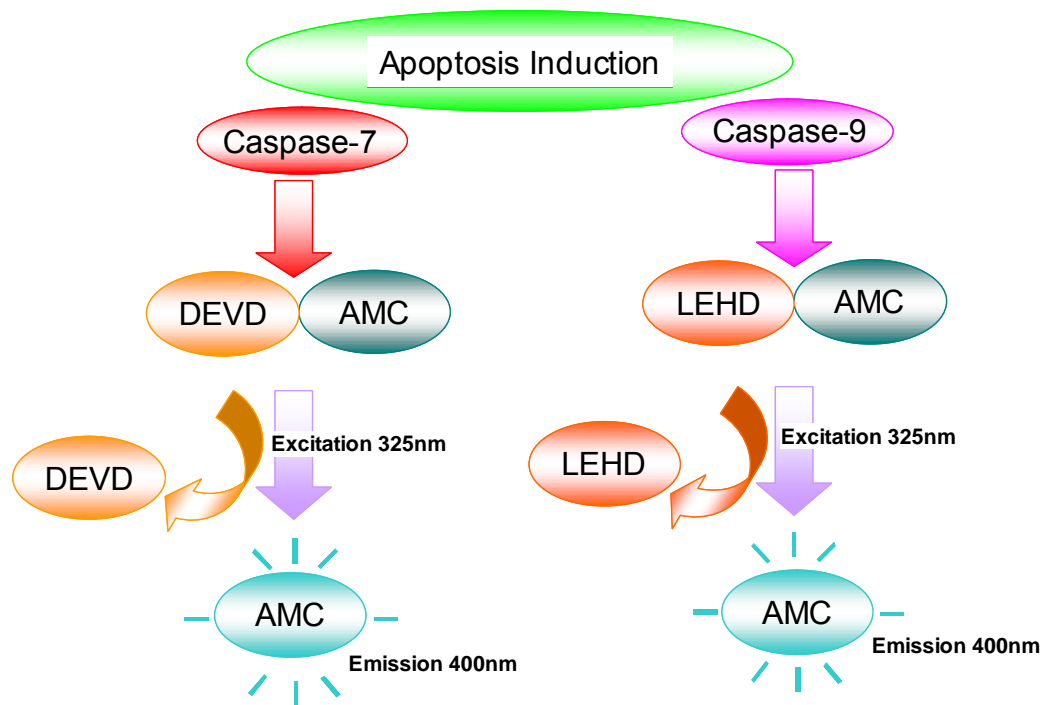 Apoptosis Induction
Caspase-7
Caspase-9
DEVD
AMC
LEHD
AMC
Excitation 325nm
Excitation 325nm
DEVD
LEHD
AMC
AMC
Emission 400nm
Emission 400nm